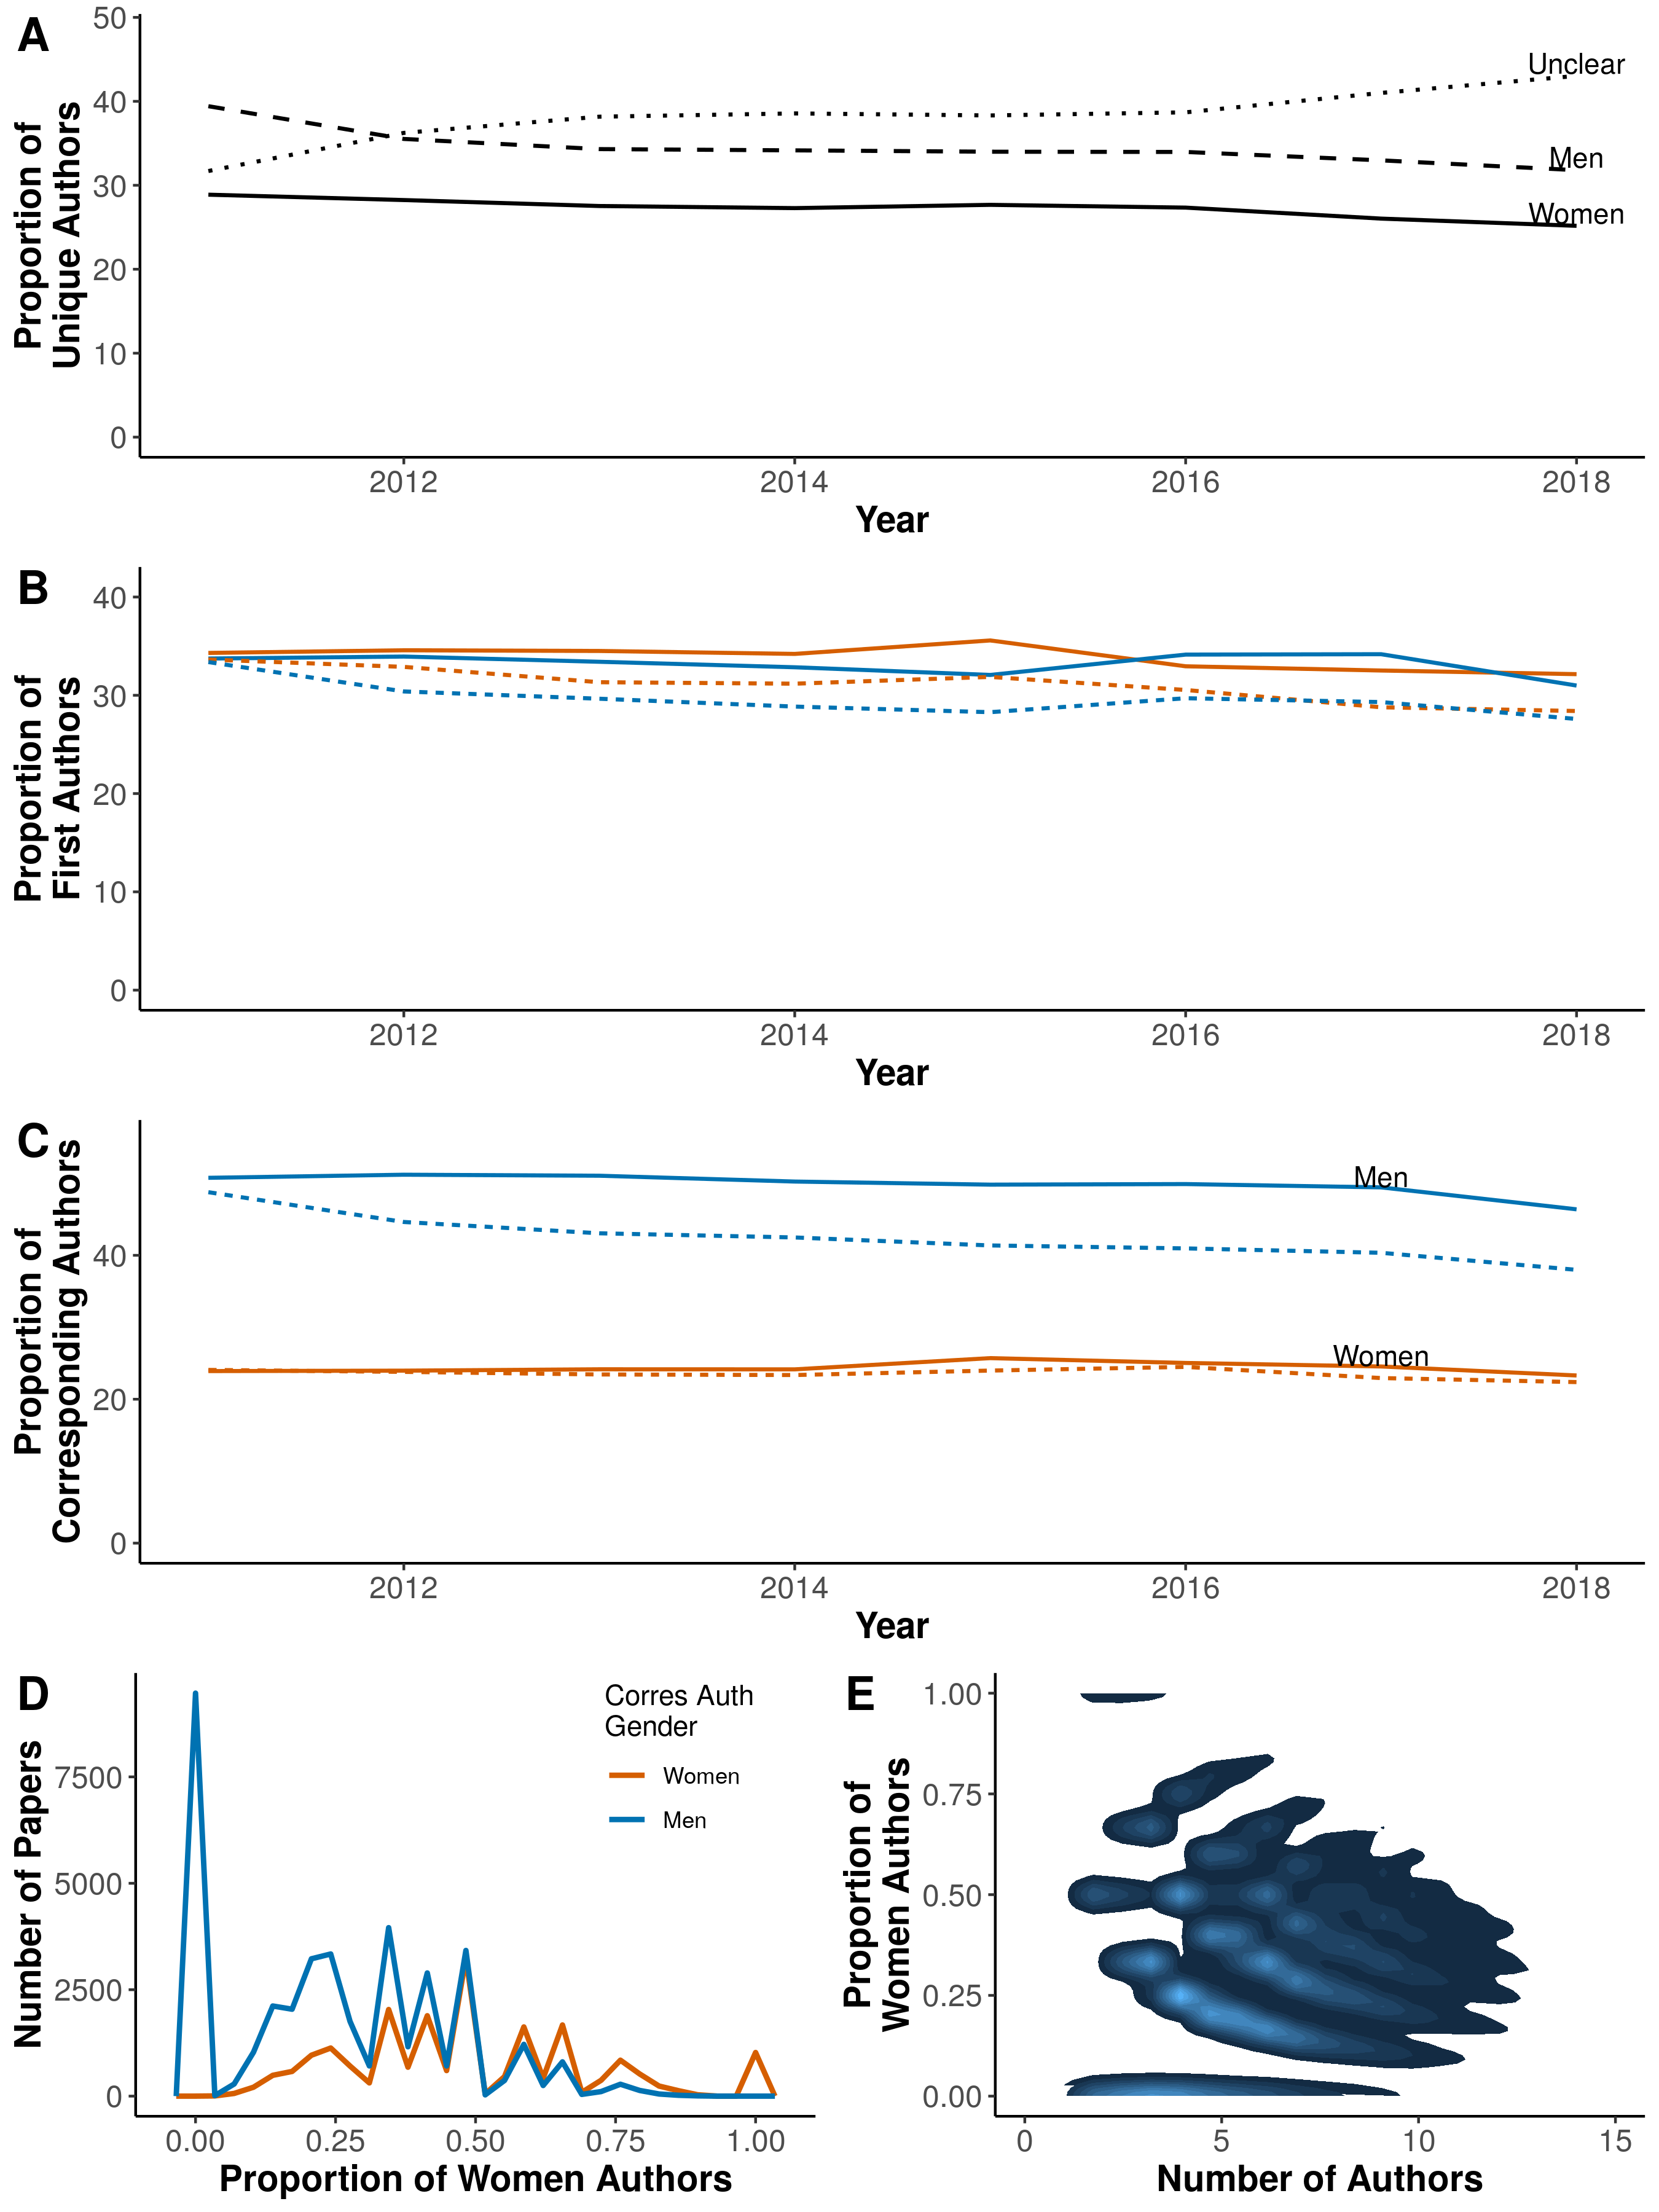 A
Proportion of
Unique Authors
50
40
30
20
10
0
Unclear
Men
Women
2012
2014
2016
2018
Year
B
Proportion of
First Authors
40
30
20
10
0
2012
2014
2016
2018
Year
C
Proportion of
Corresponding Authors
40
20
0
Men
Women
2012
2014
2016
2018
Year
D
Number of Papers
7500
5000
2500
0
Corres Auth
Gender
Women
Men
0.00
0.25
0.50
0.75
1.00
Proportion of Women Authors
E
Proportion of
Women Authors
1.00
0.75
0.50
0.25
0.00
0
5
10
15
Number of Authors